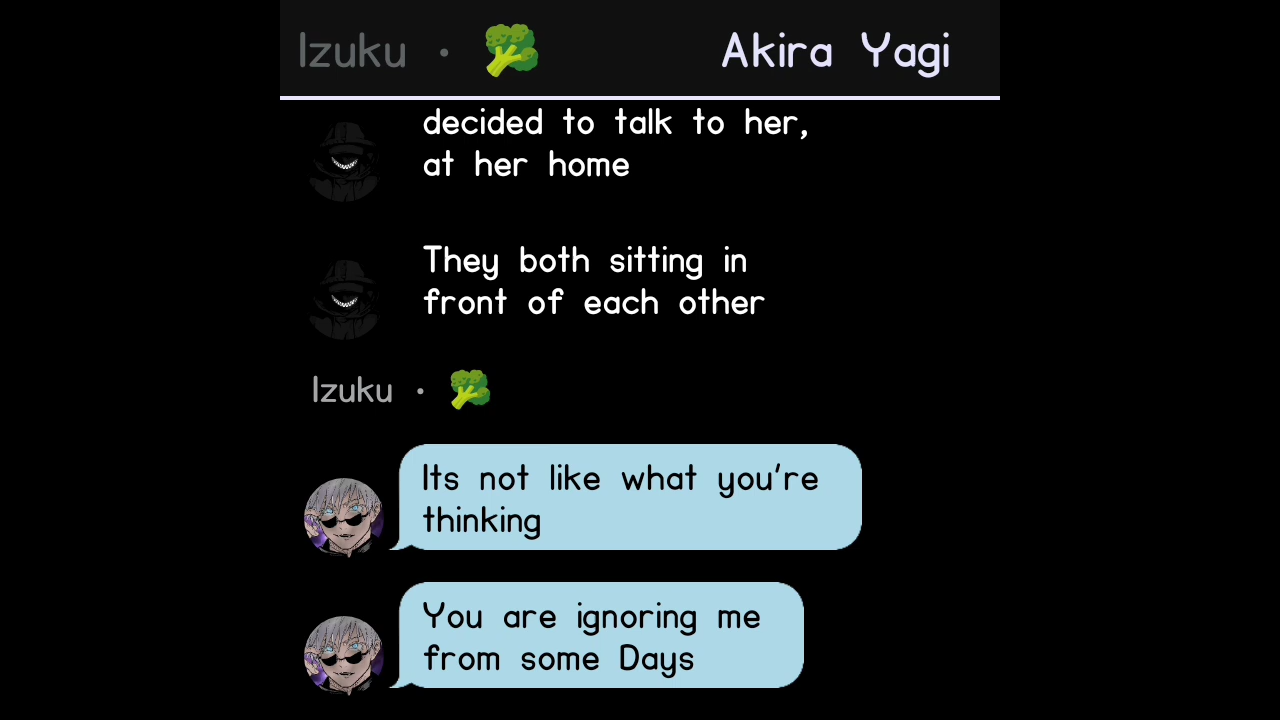 Izuku • 🥦 Akira Yagi
decided to talk to her,
at her home
They both sitting in
front of each other
Izuku • 🥦
Its not like what you're
thinking
You are ignoring me
from some Days